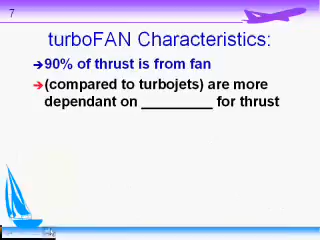 7
turboFAN Characteristics:
➔90% of thrust is from fan
➔(compared to turbojets) are more
dependant on _________ for thrust